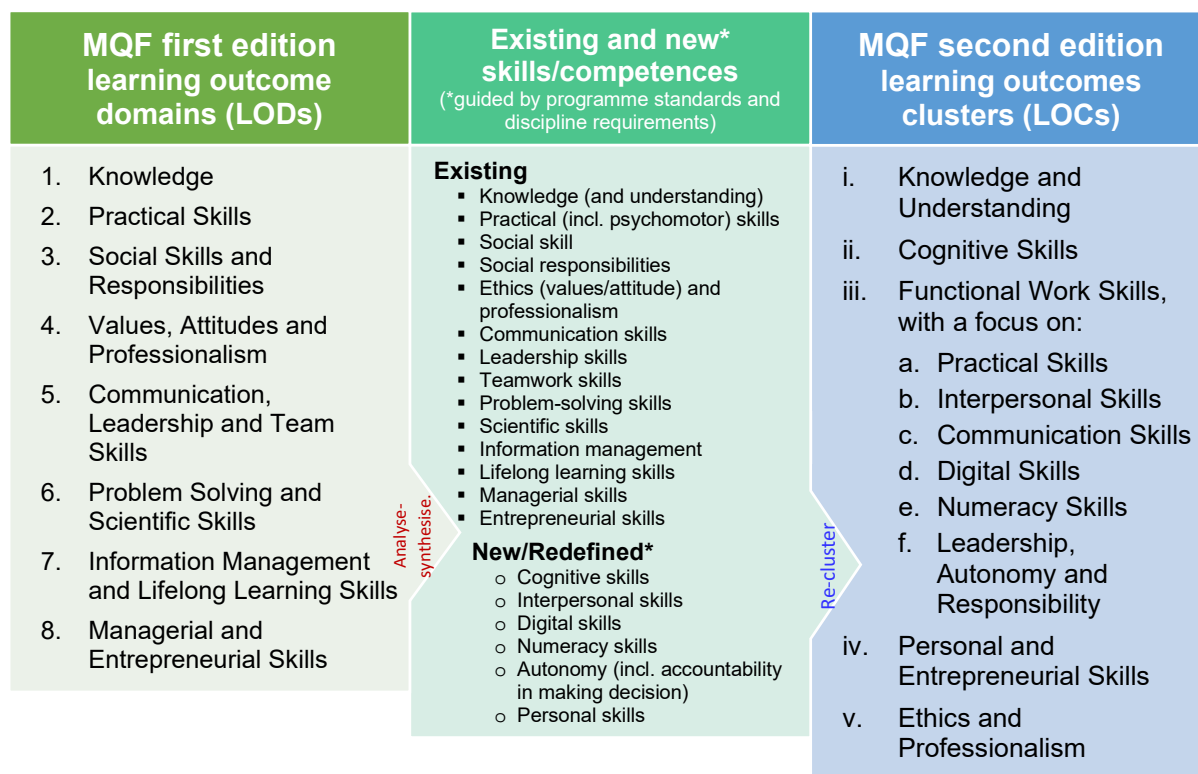 MQF first edition
learning outcome
domains (LODs)
1. Knowledge
2. Practical Skills
3. Social Skills and
Responsibilities
4. Values, Attitudes and
Professionalism
5. Communication,
Leadership and Team
Skills
6. Problem Solving and
Scientific Skills
7. Information Management
and Lifelong Learning Skills
8. Managerial and
Entrepreneurial Skills
Analyse-
synthesise.
Existing and new*
skills/competences
(*guided by programme standards and
discipline requirements)
Existing
▪ Knowledge (and understanding)
▪ Practical (incl. psychomotor) skills
▪ Social skill
▪ Social responsibilities
▪ Ethics (values/attitude) and
professionalism
▪ Communication skills
▪ Leadership skills
▪ Teamwork skills
▪ Problem-solving skills
▪ Scientific skills
▪ Information management
▪ Lifelong learning skills
▪ Managerial skills
▪ Entrepreneurial skills
New/Redefined*
o Cognitive skills
o Interpersonal skills
o Digital skills
o Numeracy skills
o Autonomy (incl. accountability
in making decision)
o Personal skills
Re-cluster
MQF second edition
learning outcomes
clusters (LOCs)
i. Knowledge and
Understanding
ii. Cognitive Skills
iii. Functional Work Skills,
with a focus on:
a. Practical Skills
b. Interpersonal Skills
c. Communication Skills
d. Digital Skills
e. Numeracy Skills
f. Leadership,
Autonomy and
Responsibility
iv. Personal and
Entrepreneurial Skills
v. Ethics and
Professionalism